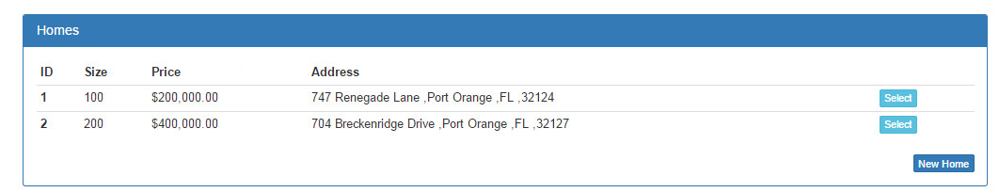 Homes
ID Size Price Address
1 100 $200,000.00 747 Renegade Lane ,Port Orange ,FL ,32124 Select
2 200 $400,000.00 704 Breckenridge Drive ,Port Orange ,FL ,32127 Select
New Home